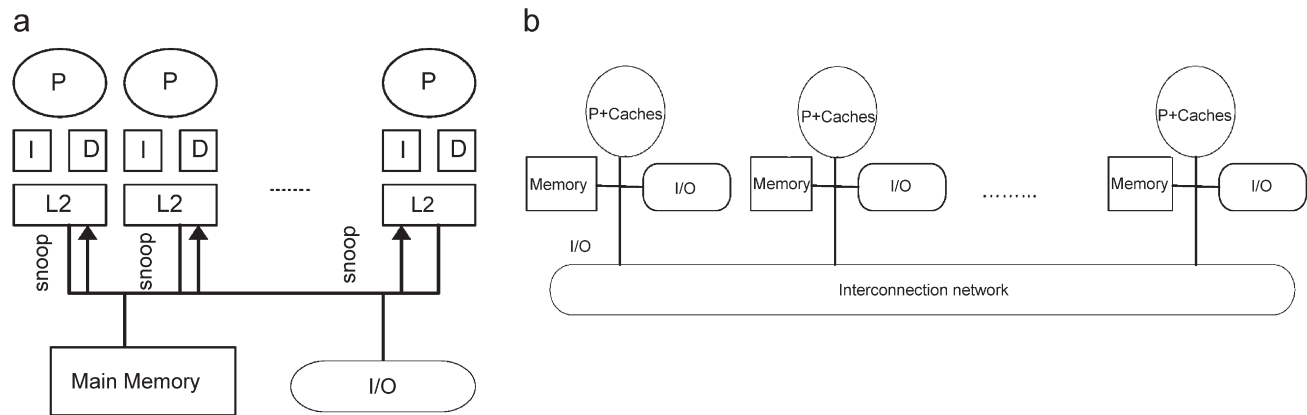 a
P
P
P
I
D
I
D
I
D
L2
L2
.......
L2
snoop
snoop
snoop
Main Memory
I/O
b
P+Caches
P+Caches
P+Caches
Memory
I/O
Memory
I/O
.........
Memory
I/O
I/O
Interconnection network